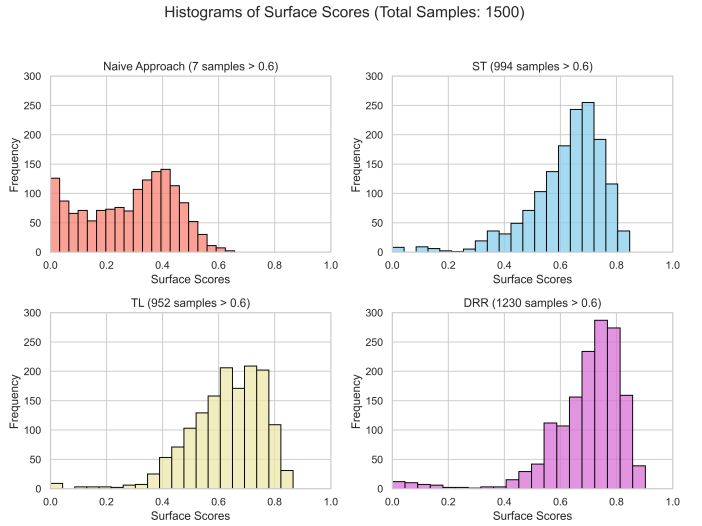 Histograms of Surface Scores (Total Samples: 1500)
Naive Approach (7 samples > 0.6)
300
250
200
150
100
50
0
Frequency
0.0 0.2 0.4 0.6 0.8 1.0
Surface Scores
ST (994 samples > 0.6)
300
250
200
150
100
50
0
Frequency
0.0 0.2 0.4 0.6 0.8 1.0
Surface Scores
TL (952 samples > 0.6)
300
250
200
150
100
50
0
Frequency
0.0 0.2 0.4 0.6 0.8 1.0
Surface Scores
DRR (1230 samples > 0.6)
300
250
200
150
100
50
0
Frequency
0.0 0.2 0.4 0.6 0.8 1.0
Surface Scores